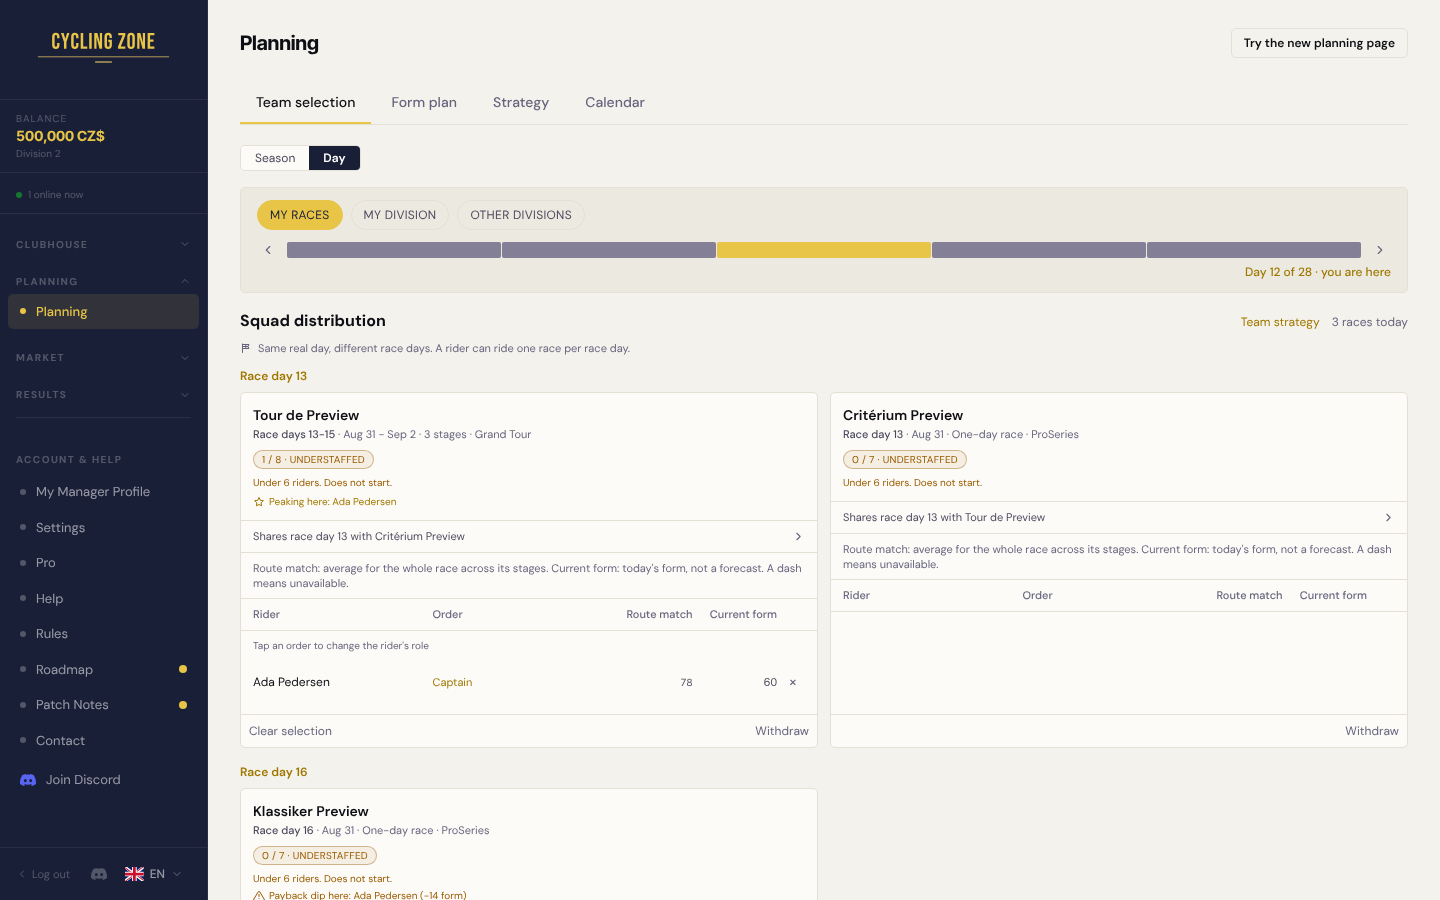 CYCLING ZONE
BALANCE
500,000 CZ$
Division 2
1 online now
CLUBHOUSE
PLANNING
Planning
MARKET
RESULTS
ACCOUNT & HELP
My Manager Profile
Settings
Pro
Help
Rules
Roadmap
Patch Notes
Contact
Join Discord
Log out
EN
Planning
Try the new planning page
Team selection
Form plan
Strategy
Calendar
Season
Day
MY RACES
MY DIVISION
OTHER DIVISIONS
Day 12 of 28 · you are here
Squad distribution
Team strategy
3 races today
Same real day, different race days. A rider can ride one race per race day.
Race day 13
Tour de Preview
Race days 13-15 · Aug 31 - Sep 2 · 3 stages · Grand Tour
1 / 8 · UNDERSTAFFED
Under 6 riders. Does not start.
Peaking here: Ada Pedersen
Shares race day 13 with Critérium Preview
Route match: average for the whole race across its stages. Current form: today's form, not a forecast. A dash
means unavailable.
Rider Order Route match Current form
Tap an order to change the rider's role
Ada Pedersen Captain 78 60 ×
Clear selection Withdraw
Critérium Preview
Race day 13 · Aug 31 · One-day race · ProSeries
0 / 7 · UNDERSTAFFED
Under 6 riders. Does not start.
Shares race day 13 with Tour de Preview
Route match: average for the whole race across its stages. Current form: today's form, not a forecast. A dash
means unavailable.
Rider Order Route match Current form
Withdraw
Race day 16
Klassiker Preview
Race day 16 · Aug 31 · One-day race · ProSeries
0 / 7 · UNDERSTAFFED
Under 6 riders. Does not start.
Payback dip here: Ada Pedersen (-14 form)